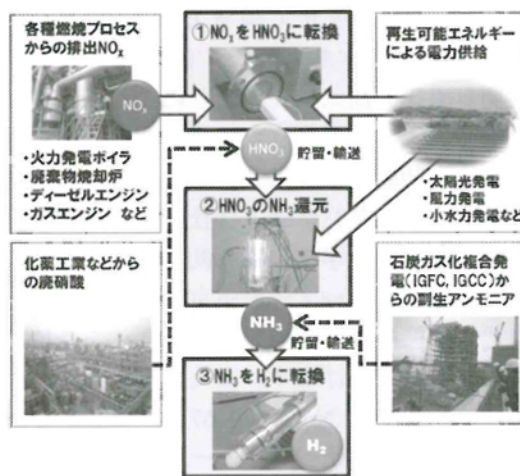 各種燃焼プロセス
からの排出NOx
NOx
・火力発電ボイラ
・廃棄物焼却炉
・ディーゼルエンジン
・ガスエンジン など
①NOxをHNO3に転換
再生可能エネルギー
による電力供給
・太陽光発電
・風力発電
・小水力発電など
HNO3
貯留・輸送
②HNO3のNH3還元
化薬工業などから
の廃硝酸
NH3
貯留・輸送
石炭ガス化複合発
電(IGFC, IGCC)か
らの副生アンモニア
③NH3をH2に転換
H2